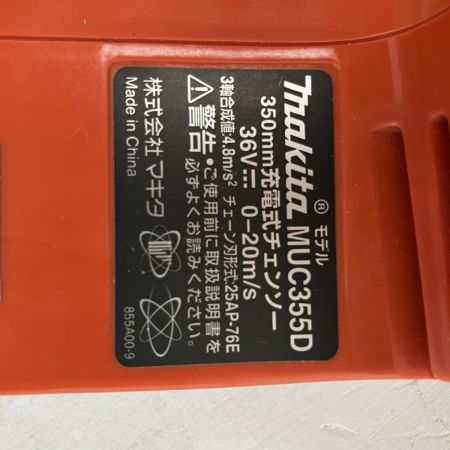 makita® モデル MUC355D
350mm充電式チェンソー
36V⎓ 0-20m/s
3軸合成値:4.8m/s² チェーン刃形式:25AP-76E
⚠警告 ●ご使用前に取扱説明書を
必ずよくお読みください。
株式会社 マキタ
Made in China
855A00-9